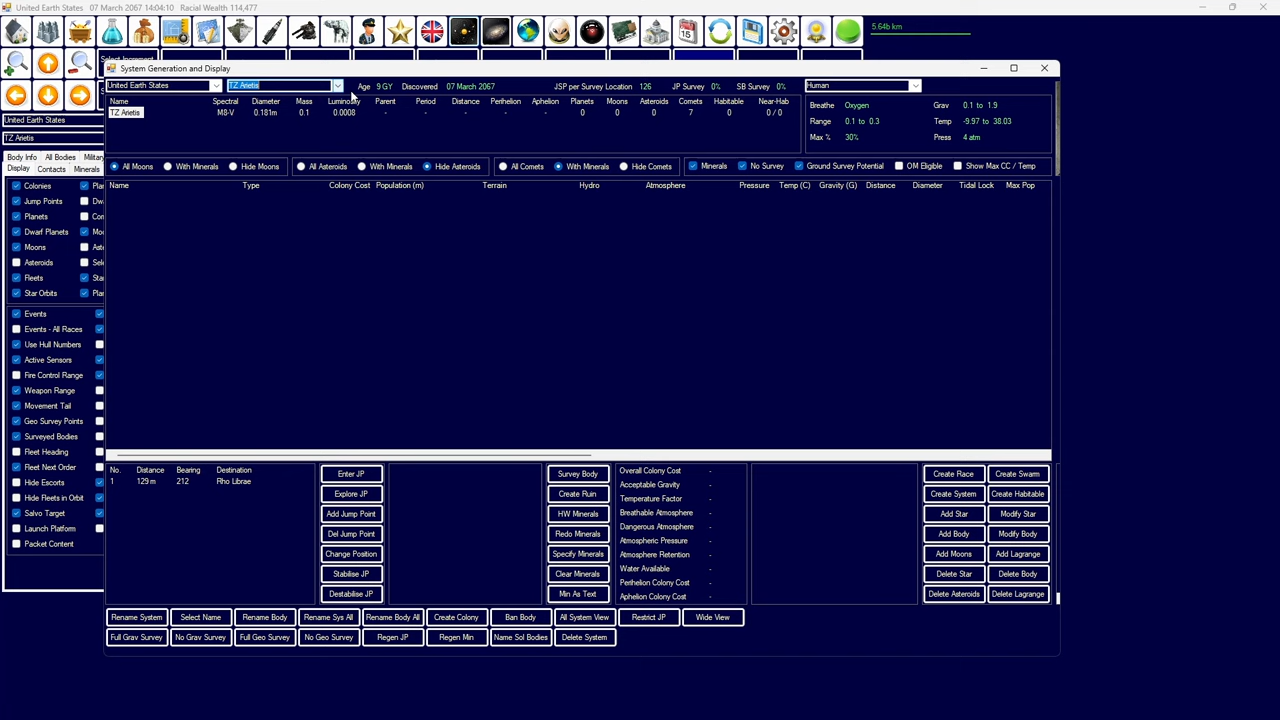 United Earth States   07 March 2067 14:04:10   Racial Wealth 114,477
5.64b km
System Generation and Display
United Earth States
TZ Arietis
Age 9 GY Discovered 07 March 2067 JSP per Survey Location 126 JP Survey 0% SB Survey 0%
Human
Name Spectral Diameter Mass Luminosity Parent Period Distance Perihelion Aphelion Planets Moons Asteroids Comets Habitable Near-Hab
TZ Arietis M8-V 0.181m 0.1 0.0008 - - - - - 0 0 0 7 0 0 / 0
Breathe Oxygen Grav 0.1 to 1.9
Range 0.1 to 0.3 Temp -9.97 to 38.03
Max % 30% Press 4 atm
United Earth States
TZ Arietis
Body Info All Bodies Military
Display Contacts Minerals
All Moons With Minerals Hide Moons All Asteroids With Minerals Hide Asteroids All Comets With Minerals Hide Comets Minerals No Survey Ground Survey Potential OM Eligible Show Max CC / Temp
Name Type Colony Cost Population (m) Terrain Hydro Atmosphere Pressure Temp (C) Gravity (G) Distance Diameter Tidal Lock Max Pop
Colonies
Jump Points
Planets
Dwarf Planets
Moons
Asteroids
Fleets
Star Orbits
Events
Events - All Races
Use Hull Numbers
Active Sensors
Fire Control Range
Weapon Range
Movement Tail
Geo Survey Points
Surveyed Bodies
Fleet Heading
Fleet Next Order
Hide Escorts
Hide Fleets in Orbit
Salvo Target
Launch Platform
Packet Content
No. Distance Bearing Destination
1 129 m 212 Rho Librae
Enter JP
Explore JP
Add Jump Point
Del Jump Point
Change Position
Stabilise JP
Destabilise JP
Survey Body
Create Ruin
HW Minerals
Redo Minerals
Specify Minerals
Clear Minerals
Min As Text
Overall Colony Cost -
Acceptable Gravity -
Temperature Factor -
Breathable Atmosphere -
Dangerous Atmosphere -
Atmospheric Pressure -
Atmosphere Retention -
Water Available -
Perihelion Colony Cost -
Aphelion Colony Cost -
Create Race Create Swarm
Create System Create Habitable
Add Star Modify Star
Add Body Modify Body
Add Moons Add Lagrange
Delete Star Delete Body
Delete Asteroids Delete Lagrange
Rename System Select Name Rename Body Rename Sys All Rename Body All Create Colony Ban Body All System View Restrict JP Wide View
Full Grav Survey No Grav Survey Full Geo Survey No Geo Survey Regen JP Regen Min Name Sol Bodies Delete System